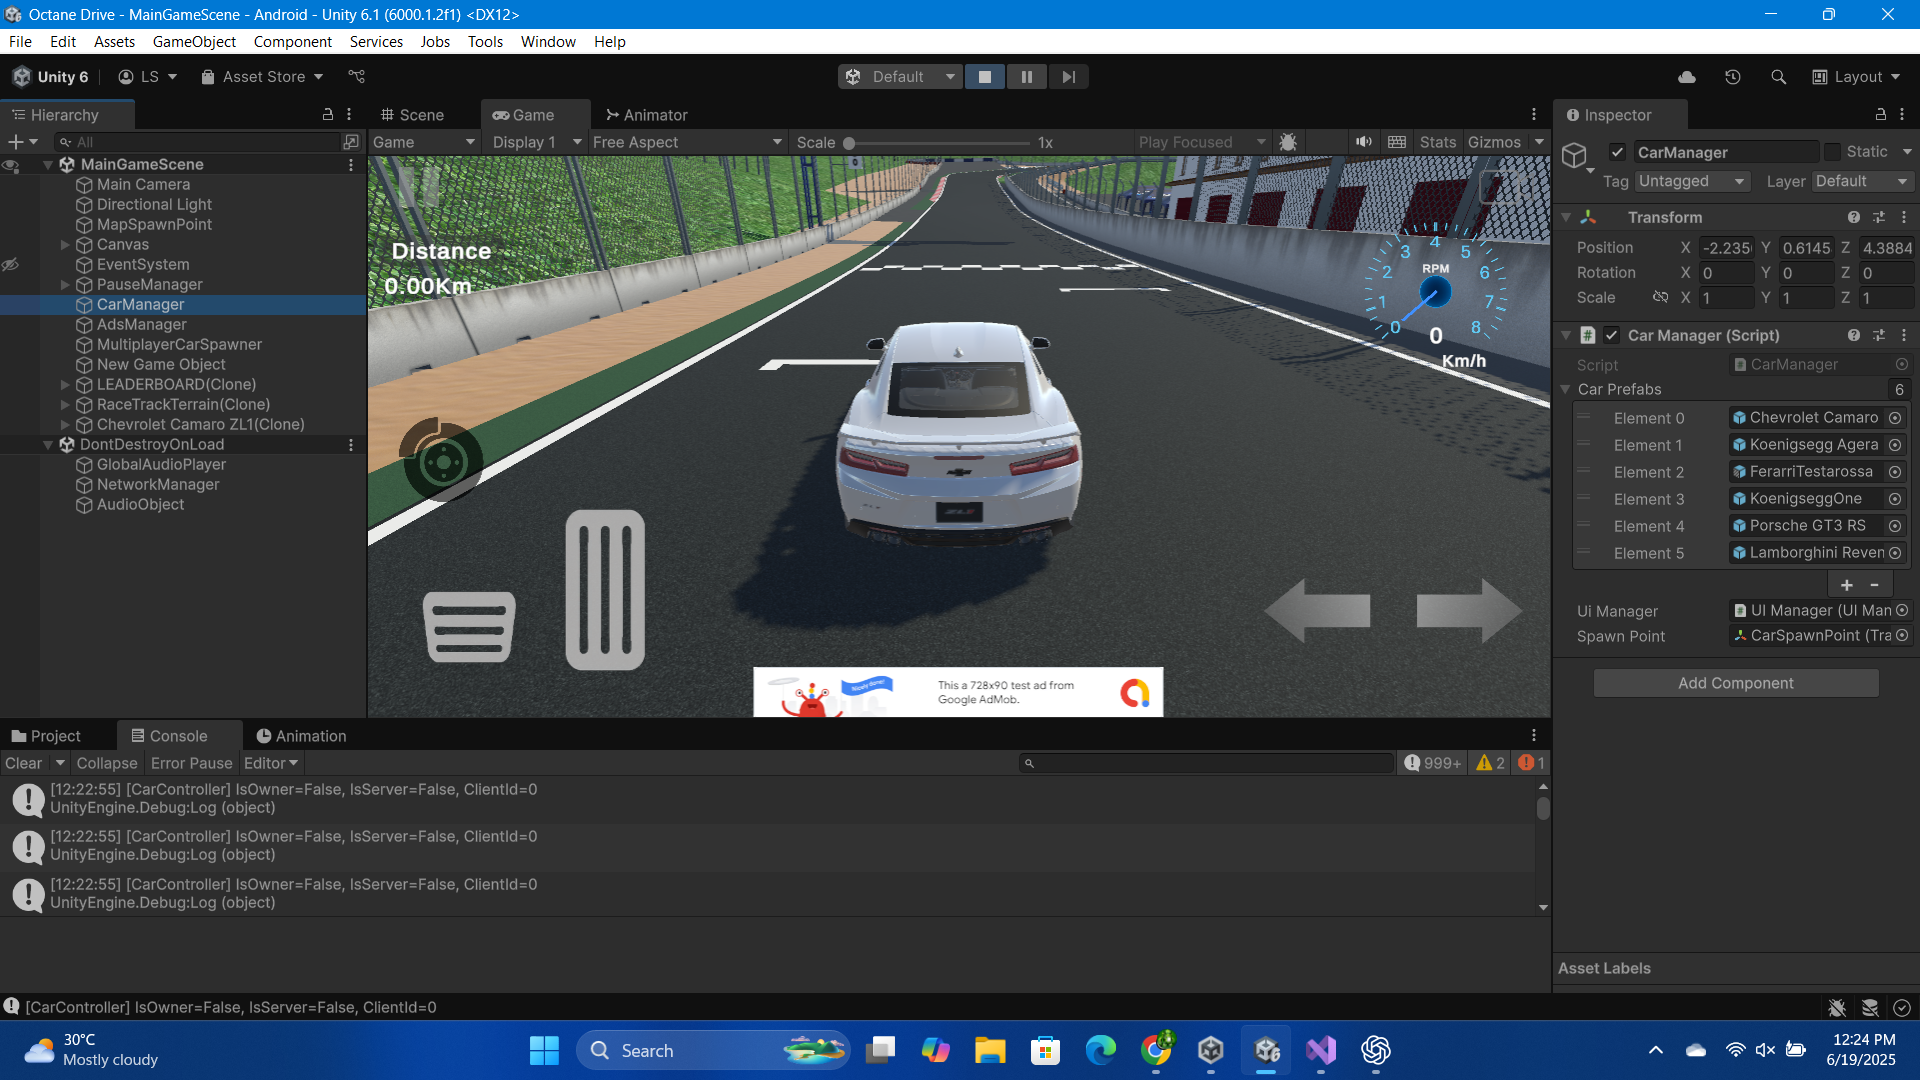 Octane Drive - MainGameScene - Android - Unity 6.1 (6000.1.2f1) <DX12>
File Edit Assets GameObject Component Services Jobs Tools Window Help
Unity 6 LS Asset Store Default Layout
Hierarchy
All
MainGameScene
Main Camera
Directional Light
MapSpawnPoint
Canvas
EventSystem
PauseManager
CarManager
AdsManager
MultiplayerCarSpawner
New Game Object
LEADERBOARD(Clone)
RaceTrackTerrain(Clone)
Chevrolet Camaro ZL1(Clone)
DontDestroyOnLoad
GlobalAudioPlayer
NetworkManager
AudioObject
Scene Game Animator
Game Display 1 Free Aspect Scale 1x Play Focused Stats Gizmos
Distance
0.00Km
0 1 2 3 4 5 6 7 8
RPM
0
Km/h
ZL1
Nicely done!
This a 728x90 test ad from
Google AdMob.
Inspector
CarManager Static
Tag Untagged Layer Default
Transform
Position X -2.235 Y 0.6145 Z 4.3884
Rotation X 0 Y 0 Z 0
Scale X 1 Y 1 Z 1
Car Manager (Script)
Script CarManager
Car Prefabs 6
Element 0 Chevrolet Camaro
Element 1 Koenigsegg Agera
Element 2 FerarriTestarossa
Element 3 KoenigseggOne
Element 4 Porsche GT3 RS
Element 5 Lamborghini Reven
+ -
Ui Manager UI Manager (UI Man
Spawn Point CarSpawnPoint (Tra
Add Component
Asset Labels
Project Console Animation
Clear Collapse Error Pause Editor 999+ 2 1
[12:22:55] [CarController] IsOwner=False, IsServer=False, ClientId=0
UnityEngine.Debug:Log (object)
[12:22:55] [CarController] IsOwner=False, IsServer=False, ClientId=0
UnityEngine.Debug:Log (object)
[12:22:55] [CarController] IsOwner=False, IsServer=False, ClientId=0
UnityEngine.Debug:Log (object)
[CarController] IsOwner=False, IsServer=False, ClientId=0
30°C
Mostly cloudy
Search
12:24 PM
6/19/2025